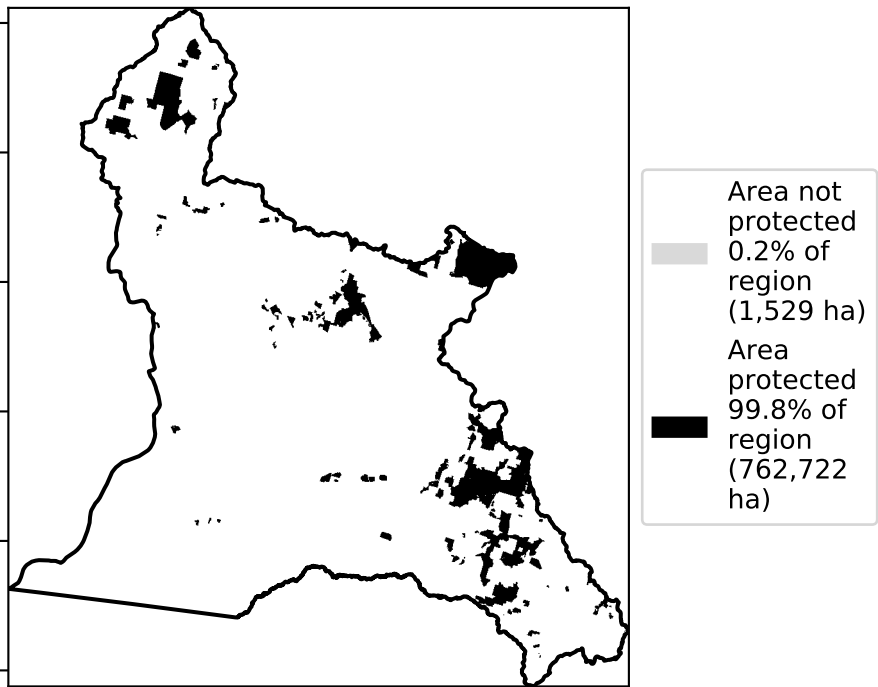 Area not
protected
0.2% of
region
(1,529 ha)
Area
protected
99.8% of
region
(762,722
ha)